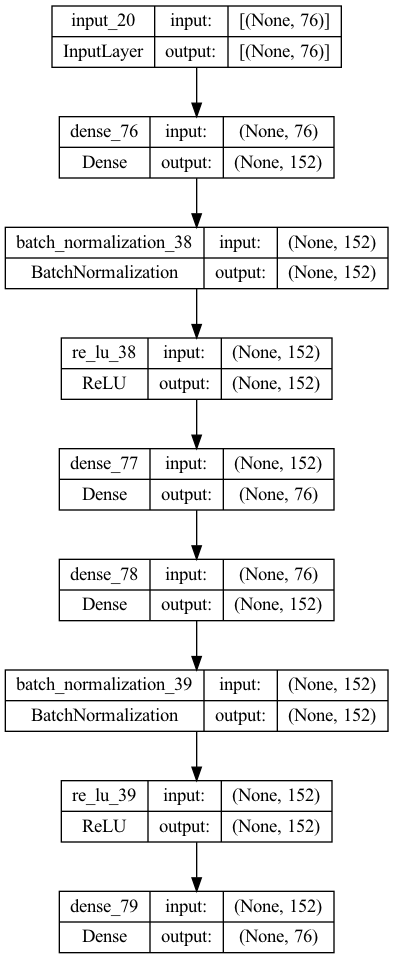 input_20 input: [(None, 76)]
InputLayer output: [(None, 76)]
dense_76 input: (None, 76)
Dense output: (None, 152)
batch_normalization_38 input: (None, 152)
BatchNormalization output: (None, 152)
re_lu_38 input: (None, 152)
ReLU output: (None, 152)
dense_77 input: (None, 152)
Dense output: (None, 76)
dense_78 input: (None, 76)
Dense output: (None, 152)
batch_normalization_39 input: (None, 152)
BatchNormalization output: (None, 152)
re_lu_39 input: (None, 152)
ReLU output: (None, 152)
dense_79 input: (None, 152)
Dense output: (None, 76)